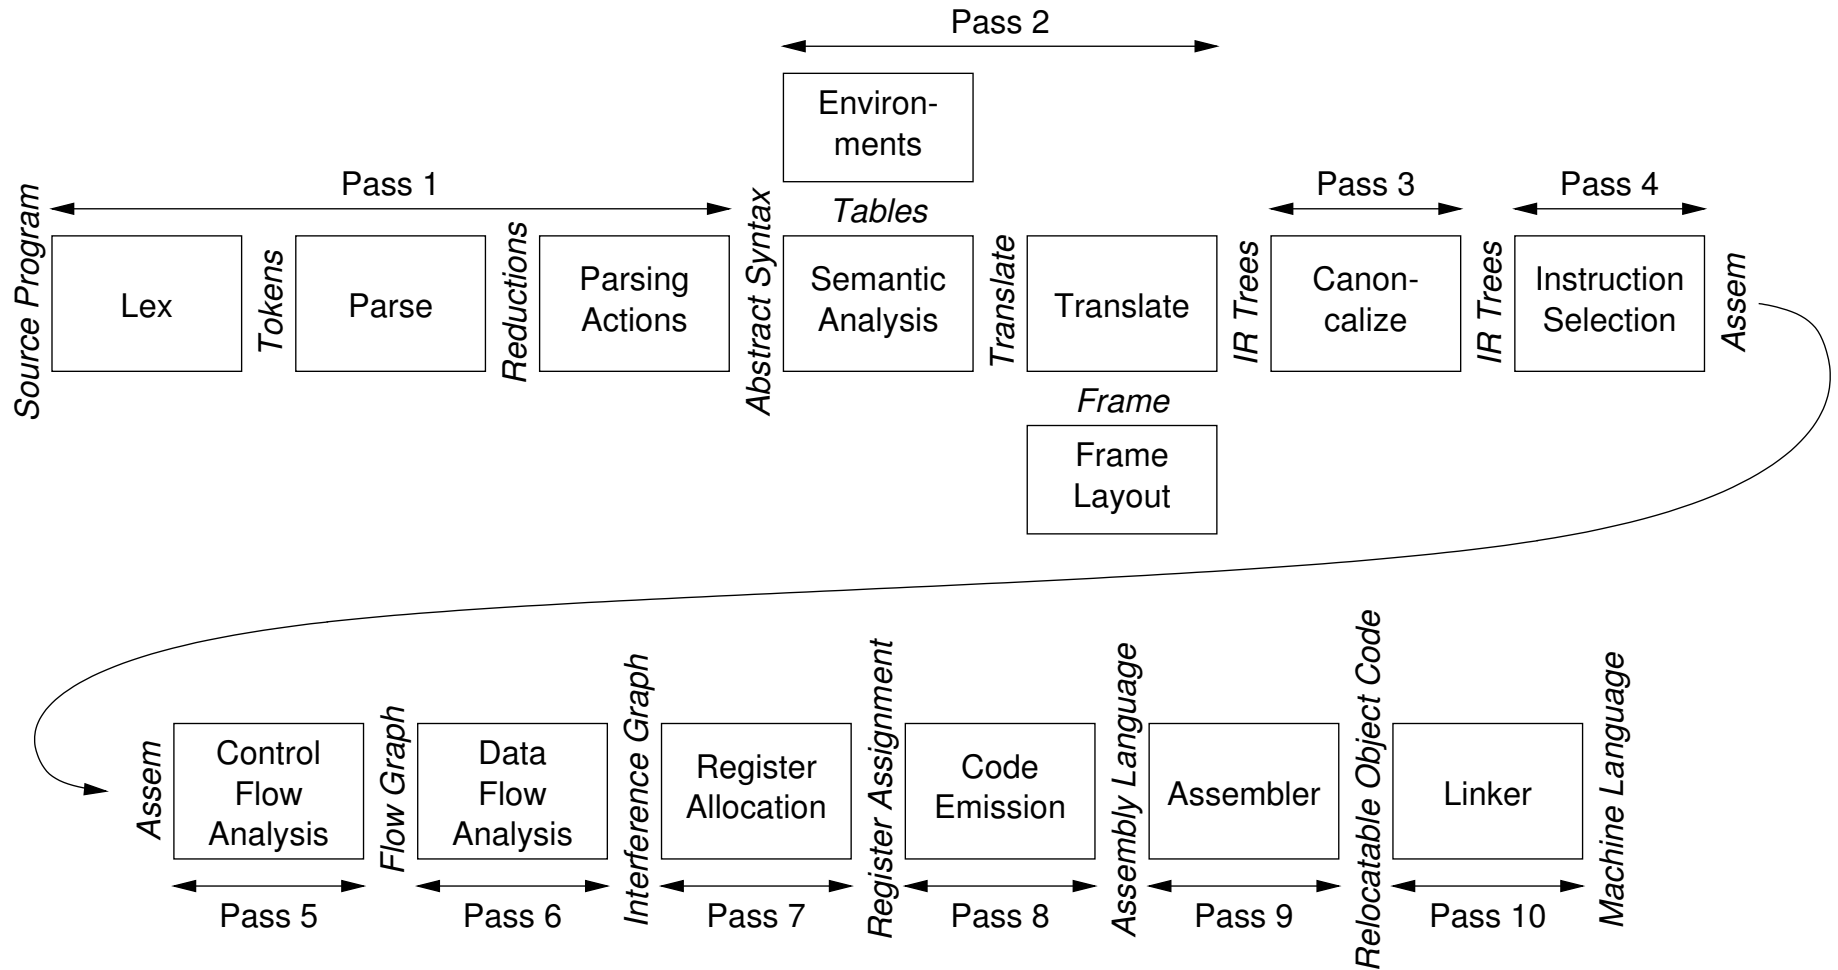 Pass 2
Environ-
ments
Pass 1
Pass 3
Pass 4
Tables
Source Program
Lex
Tokens
Parse
Reductions
Parsing
Actions
Abstract Syntax
Semantic
Analysis
Translate
Translate
IR Trees
Canon-
calize
IR Trees
Instruction
Selection
Assem
Frame
Frame
Layout
Assem
Control
Flow
Analysis
Flow Graph
Data
Flow
Analysis
Interference Graph
Register
Allocation
Register Assignment
Code
Emission
Assembly Language
Assembler
Relocatable Object Code
Linker
Machine Language
Pass 5
Pass 6
Pass 7
Pass 8
Pass 9
Pass 10